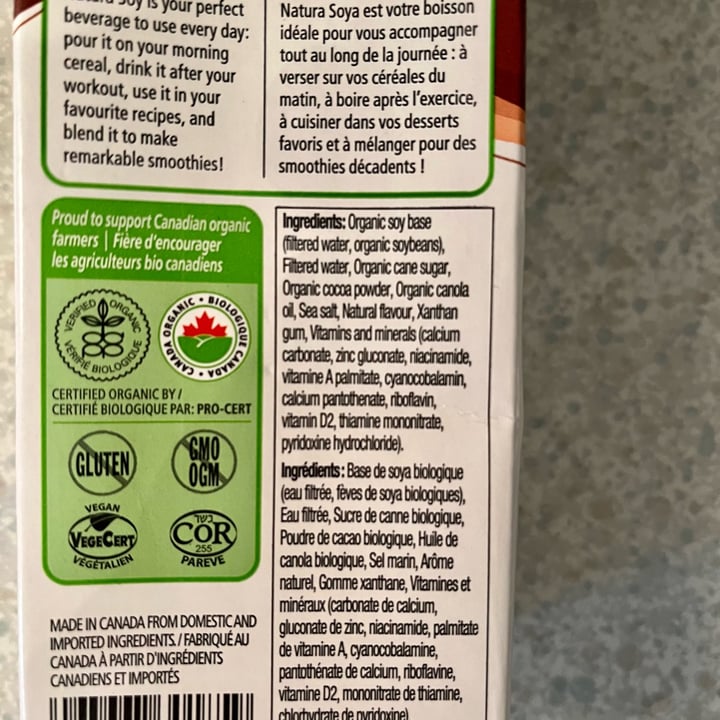 Soy is your perfect
beverage to use every day:
pour it on your morning
cereal, drink it after your
workout, use it in your
favourite recipes, and
blend it to make
remarkable smoothies!
Natura Soya est votre boisson
idéale pour vous accompagner
tout au long de la journée : à
verser sur vos céréales du
matin, à boire après l'exercice,
à cuisiner dans vos desserts
favoris et à mélanger pour des
smoothies décadents !
Proud to support Canadian organic
farmers | Fière d'encourager
les agriculteurs bio canadiens
VERIFIED ORGANIC
VÉRIFIÉ BIOLOGIQUE
CANADA ORGANIC • BIOLOGIQUE CANADA •
CERTIFIED ORGANIC BY /
CERTIFIÉ BIOLOGIQUE PAR: PRO-CERT
GLUTEN
GMO
OGM
VEGAN
VEGECERT
VÉGÉTALIEN
כשר
COR
255
PAREVE
MADE IN CANADA FROM DOMESTIC AND
IMPORTED INGREDIENTS. / FABRIQUÉ AU
CANADA À PARTIR D'INGRÉDIENTS
CANADIENS ET IMPORTÉS
Ingredients: Organic soy base
(filtered water, organic soybeans),
Filtered water, Organic cane sugar,
Organic cocoa powder, Organic canola
oil, Sea salt, Natural flavour, Xanthan
gum, Vitamins and minerals (calcium
carbonate, zinc gluconate, niacinamide,
vitamine A palmitate, cyanocobalamin,
calcium pantothenate, riboflavin,
vitamin D2, thiamine mononitrate,
pyridoxine hydrochloride).
Ingrédients: Base de soya biologique
(eau filtrée, fèves de soya biologiques),
Eau filtrée, Sucre de canne biologique,
Poudre de cacao biologique, Huile de
canola biologique, Sel marin, Arôme
naturel, Gomme xanthane, Vitamines et
minéraux (carbonate de calcium,
gluconate de zinc, niacinamide, palmitate
de vitamine A, cyanocobalamine,
pantothénate de calcium, riboflavine,
vitamine D2, mononitrate de thiamine,
chlorhydrate de pyridoxine)